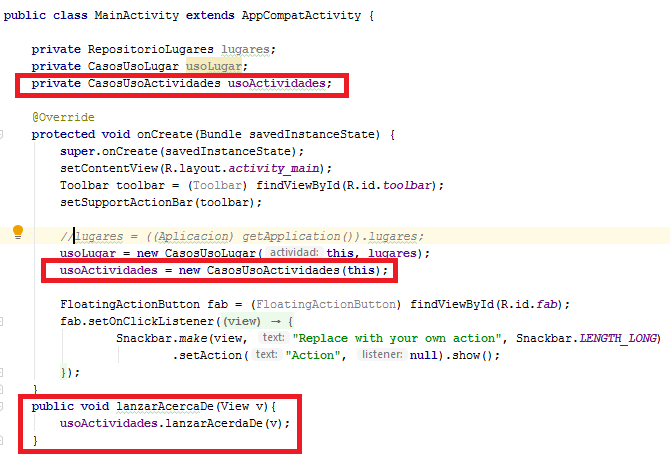 public class MainActivity extends AppCompatActivity {
private RepositorioLugares lugares;
private CasosUsoLugar usoLugar;
private CasosUsoActividades usoActividades;
@Override
protected void onCreate(Bundle savedInstanceState) {
super.onCreate(savedInstanceState);
setContentView(R.layout.activity_main);
Toolbar toolbar = (Toolbar) findViewById(R.id.toolbar);
setSupportActionBar(toolbar);
//lugares = ((Aplicacion) getApplication()).lugares;
usoLugar = new CasosUsoLugar( actividad: this, lugares);
usoActividades = new CasosUsoActividades(this);
FloatingActionButton fab = (FloatingActionButton) findViewById(R.id.fab);
fab.setOnClickListener((view) → {
Snackbar.make(view, text: "Replace with your own action", Snackbar.LENGTH_LONG)
.setAction( text: "Action", listener: null).show();
});
}
public void lanzarAcercaDe(View v){
usoActividades.lanzarAcerdaDe(v);
}